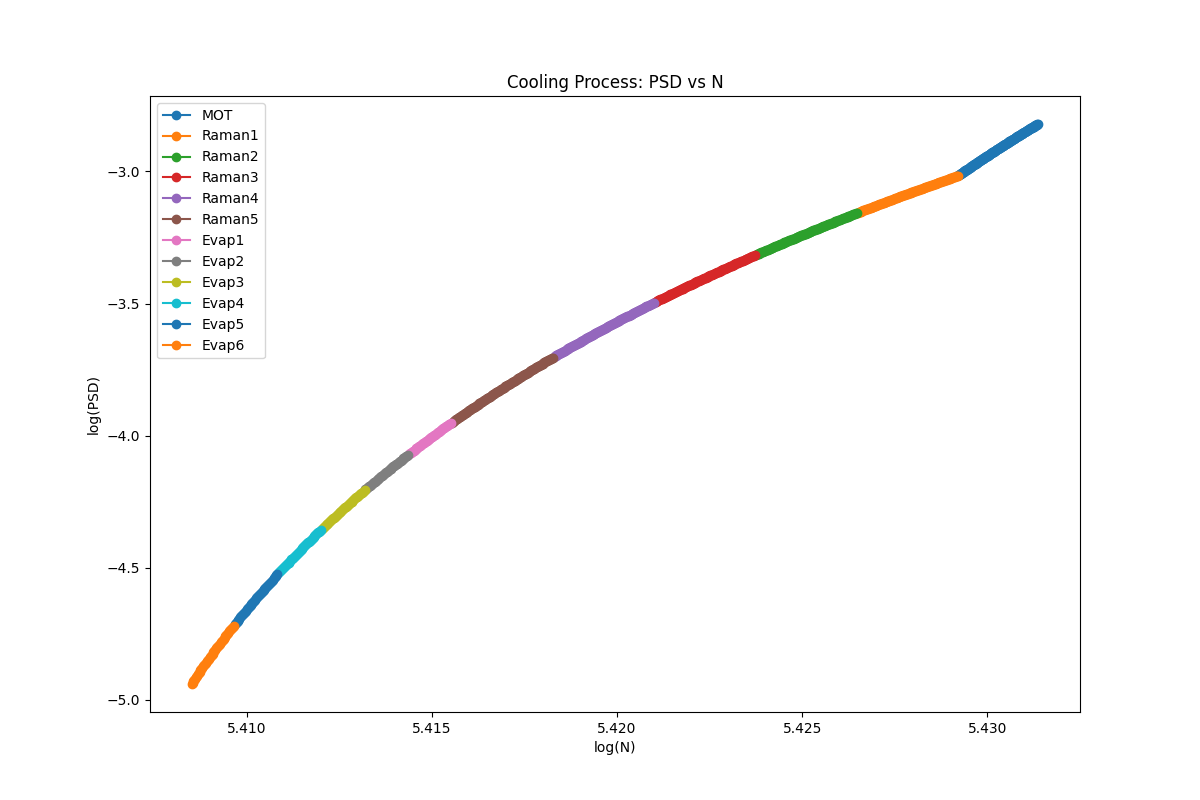 Cooling Process: PSD vs N
MOT
Raman1
Raman2
Raman3
Raman4
Raman5
Evap1
Evap2
Evap3
Evap4
Evap5
Evap6
log(PSD)
−3.0
−3.5
−4.0
−4.5
−5.0
5.410
5.415
5.420
5.425
5.430
log(N)